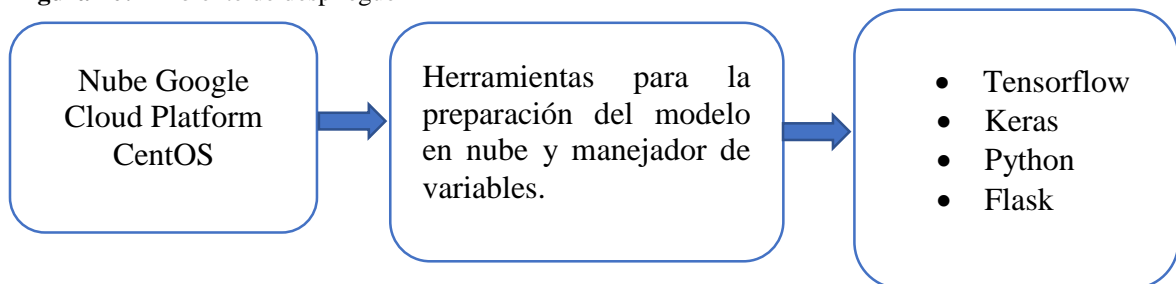 Nube Google
Cloud Platform
CentOS
Herramientas para la
preparación del modelo
en nube y manejador de
variables.
• Tensorflow
• Keras
• Python
• Flask